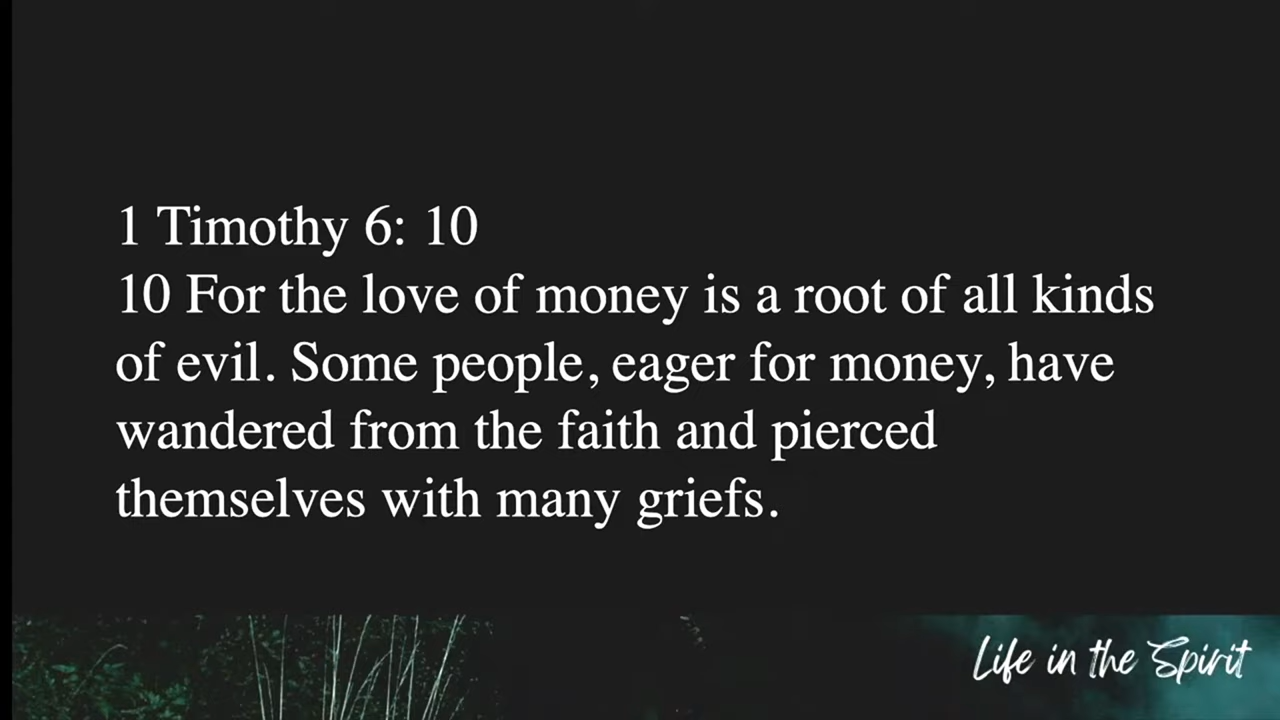 1 Timothy 6: 10
10 For the love of money is a root of all kinds
of evil. Some people, eager for money, have
wandered from the faith and pierced
themselves with many griefs.
Life in the Spirit